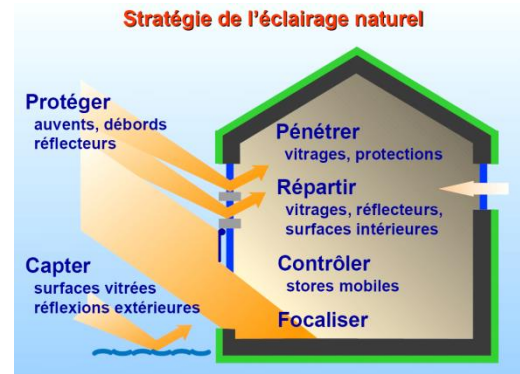 Stratégie de l'éclairage naturel
Protéger
auvents, débords
réflecteurs
Capter
surfaces vitrées
réflexions extérieures
Pénétrer
vitrages, protections
Répartir
vitrages, réflecteurs,
surfaces intérieures
Contrôler
stores mobiles
Focaliser